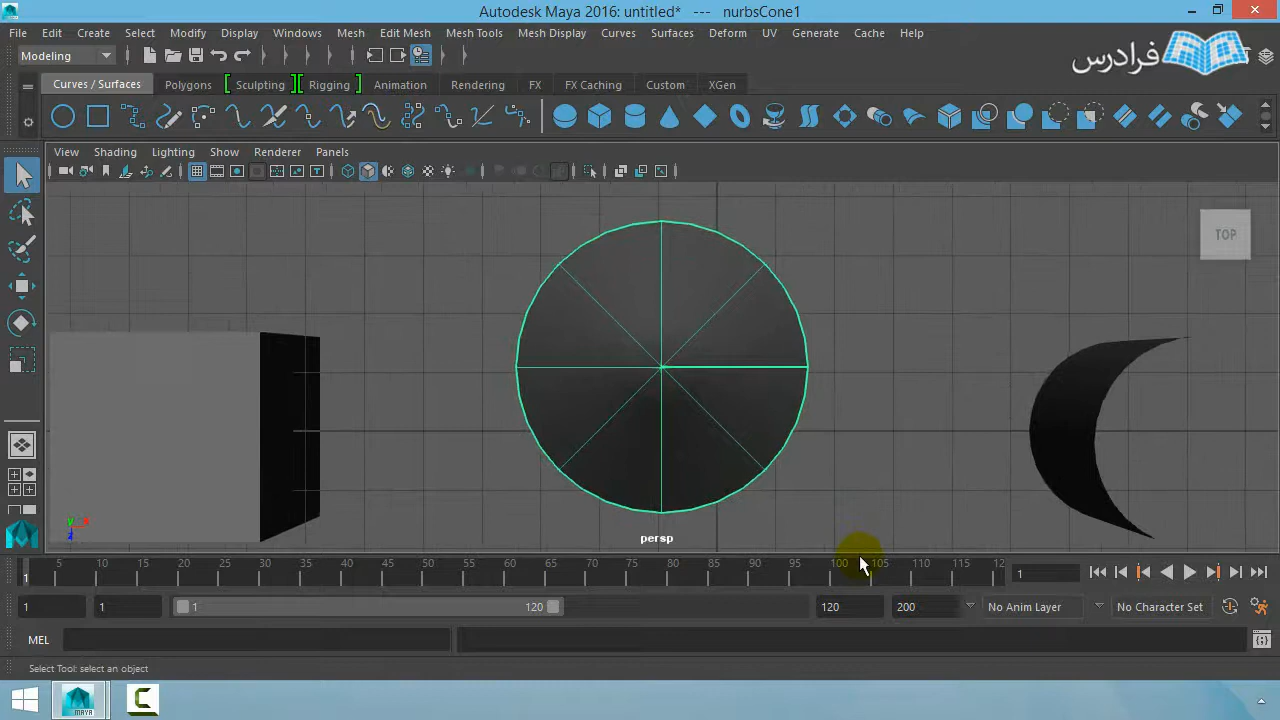 Autodesk Maya 2016: untitled* --- nurbsCone1
File Edit Create Select Modify Display Windows Mesh Edit Mesh Mesh Tools Mesh Display Curves Surfaces Deform UV Generate Cache Help
Modeling
فرادرس
Curves / Surfaces Polygons Sculpting Rigging Animation Rendering FX FX Caching Custom XGen
View Shading Lighting Show Renderer Panels
TOP
persp
5 10 15 20 25 30 35 40 45 50 55 60 65 70 75 80 85 90 95 100 105 110 115 12
1 1
1 1 1 120 120 200 No Anim Layer No Character Set
MEL
Select Tool: select an object
MAYA